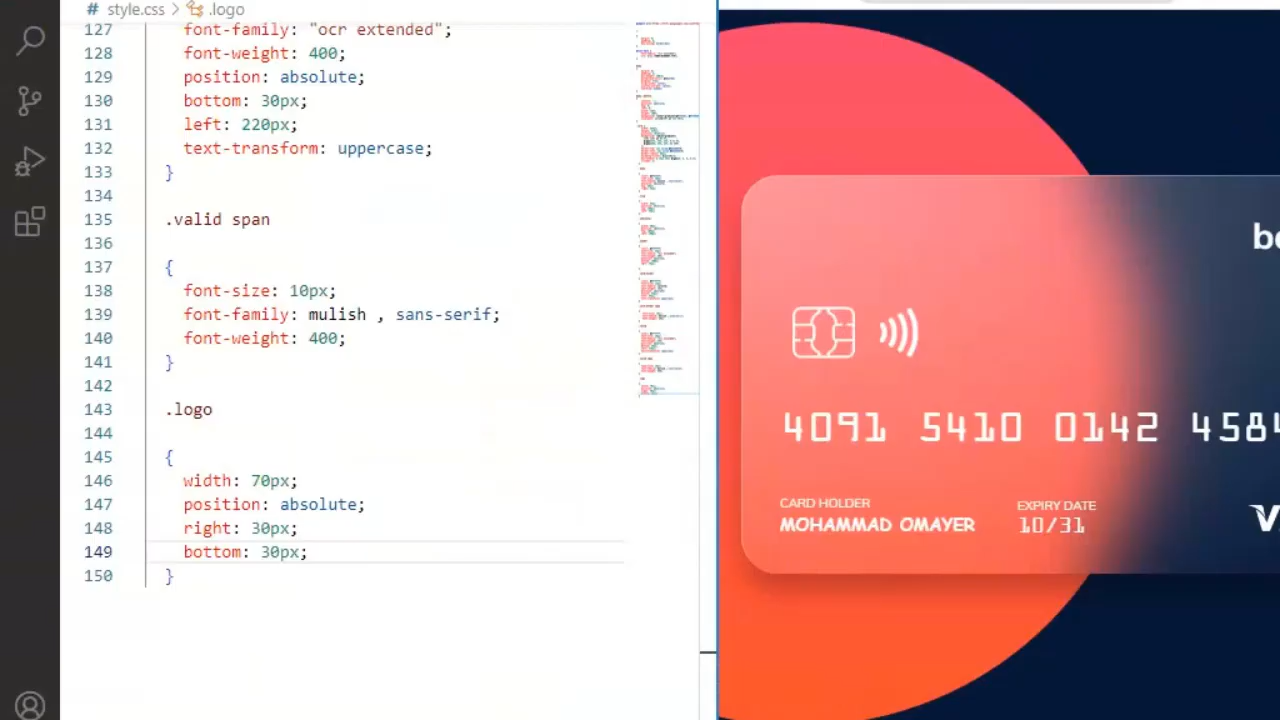 # style.css > .logo
127 font-family: "ocr extended";
128 font-weight: 400;
129 position: absolute;
130 bottom: 30px;
131 left: 220px;
132 text-transform: uppercase;
133 }
134
135 .valid span
136
137 {
138 font-size: 10px;
139 font-family: mulish , sans-serif;
140 font-weight: 400;
141 }
142
143 .logo
144
145 {
146 width: 70px;
147 position: absolute;
148 right: 30px;
149 bottom: 30px;
150 }
4091 5410 0142 4584
CARD HOLDER
MOHAMMAD OMAYER
EXPIRY DATE
10/31